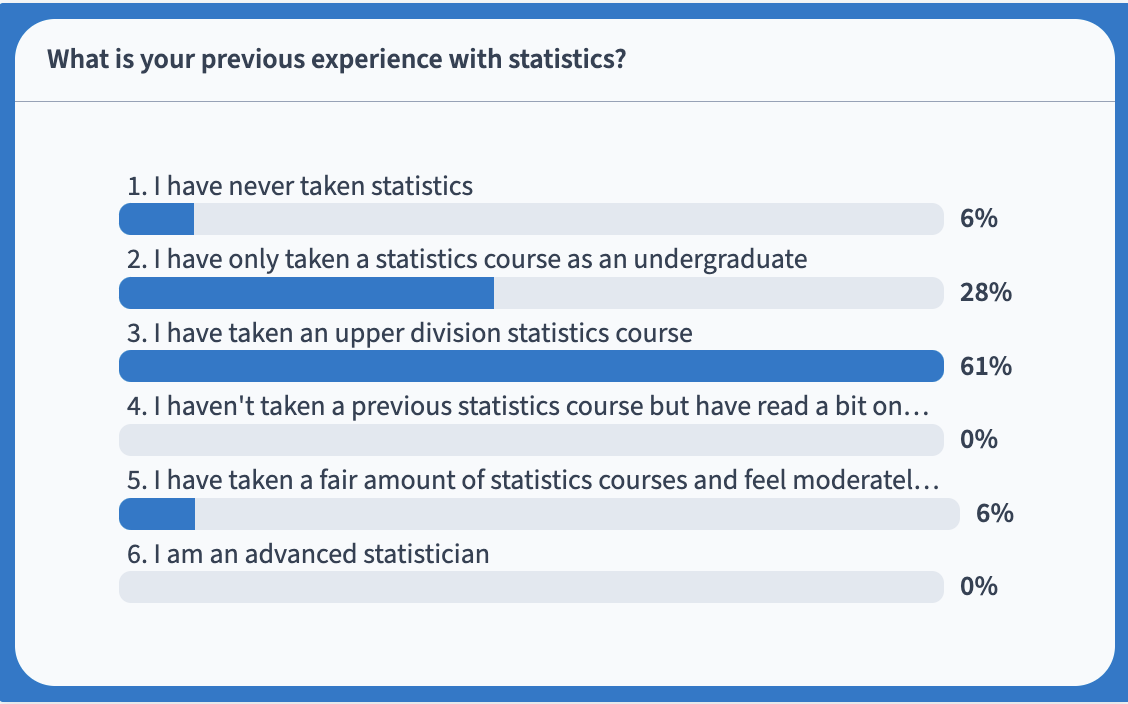 What is your previous experience with statistics?
1. I have never taken statistics
6%
2. I have only taken a statistics course as an undergraduate
28%
3. I have taken an upper division statistics course
61%
4. I haven't taken a previous statistics course but have read a bit on…
0%
5. I have taken a fair amount of statistics courses and feel moderatel…
6%
6. I am an advanced statistician
0%